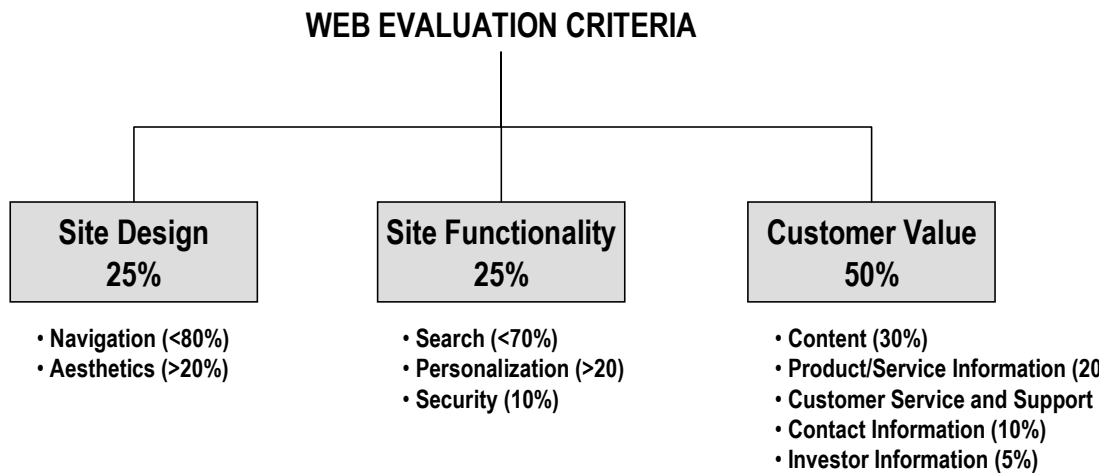 WEB EVALUATION CRITERIA
Site Design
25%
• Navigation (<80%)
• Aesthetics (>20%)
Site Functionality
25%
• Search (<70%)
• Personalization (>20)
• Security (10%)
Customer Value
50%
• Content (30%)
• Product/Service Information (20
• Customer Service and Support
• Contact Information (10%)
• Investor Information (5%)